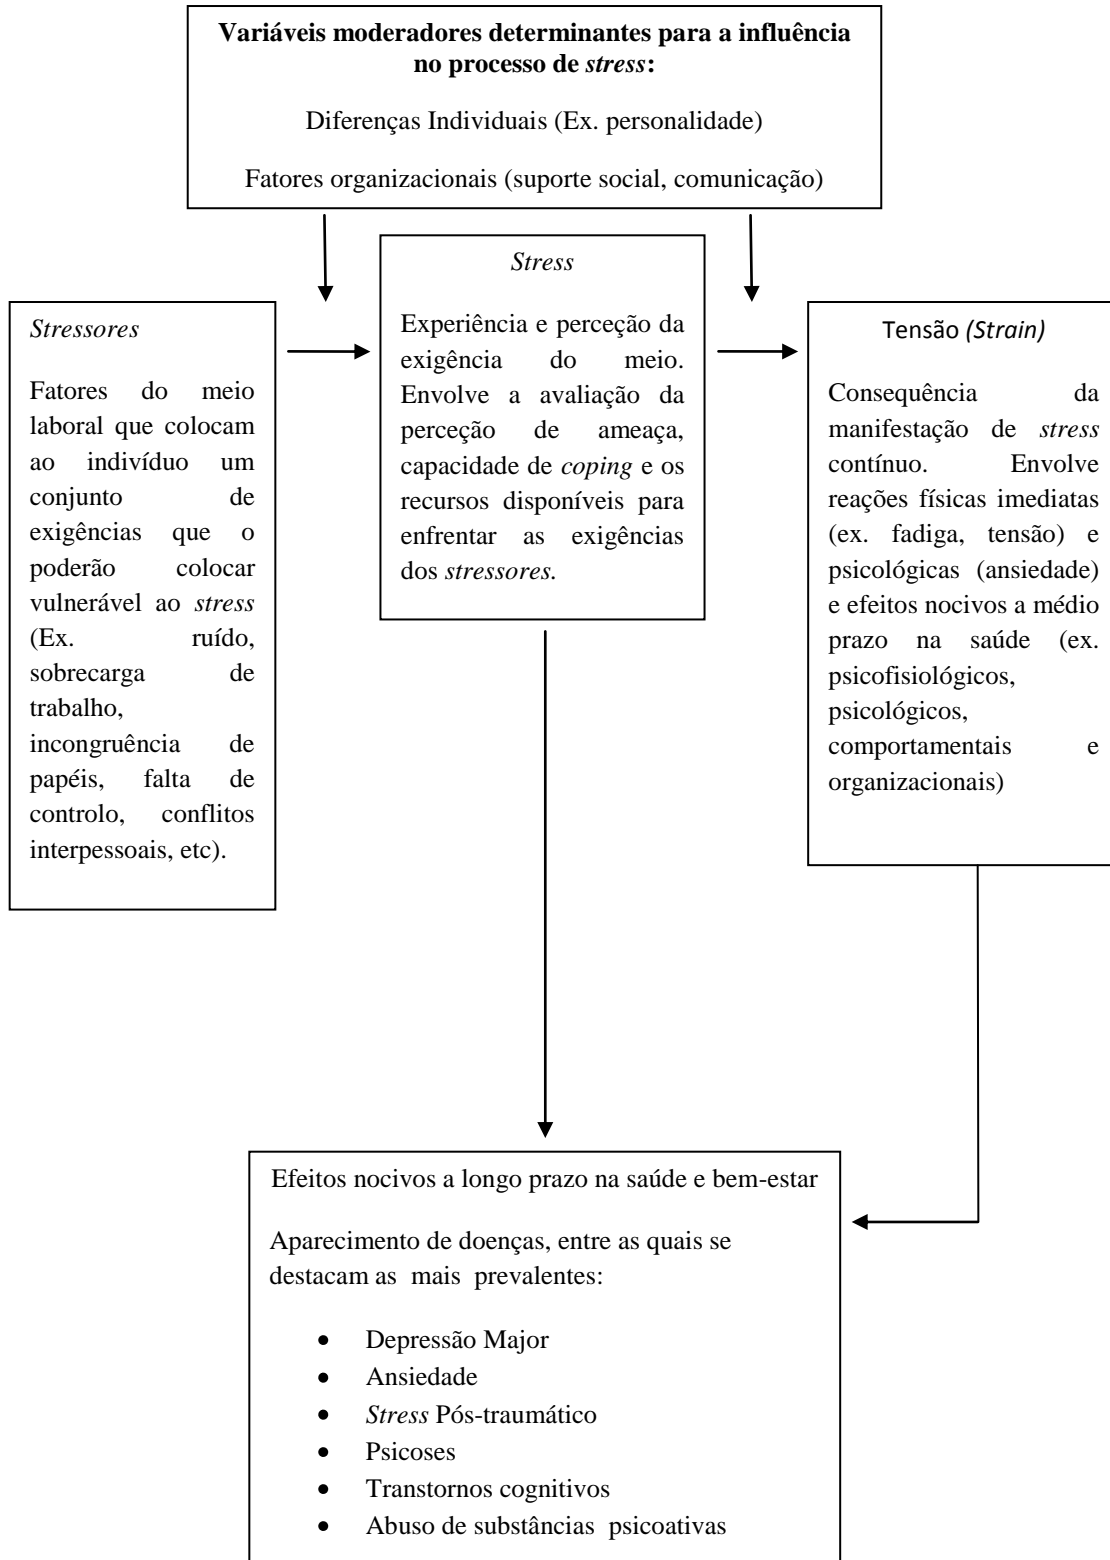 Variáveis moderadores determinantes para a influência
no processo de stress:
Diferenças Individuais (Ex. personalidade)
Fatores organizacionais (suporte social, comunicação)
Stressores
Fatores do meio
laboral que colocam
ao indivíduo um
conjunto de
exigências que o
poderão colocar
vulnerável ao stress
(Ex. ruído,
sobrecarga de
trabalho,
incongruência de
papéis, falta de
controlo, conflitos
interpessoais, etc).
Stress
Experiência e perceção da
exigência do meio.
Envolve a avaliação da
perceção de ameaça,
capacidade de coping e os
recursos disponíveis para
enfrentar as exigências
dos stressores.
Tensão (Strain)
Consequência da
manifestação de stress
contínuo. Envolve
reações físicas imediatas
(ex. fadiga, tensão) e
psicológicas (ansiedade)
e efeitos nocivos a médio
prazo na saúde (ex.
psicofisiológicos,
psicológicos,
comportamentais e
organizacionais)
Efeitos nocivos a longo prazo na saúde e bem-estar
Aparecimento de doenças, entre as quais se
destacam as mais prevalentes:
• Depressão Major
• Ansiedade
• Stress Pós-traumático
• Psicoses
• Transtornos cognitivos
• Abuso de substâncias psicoativas